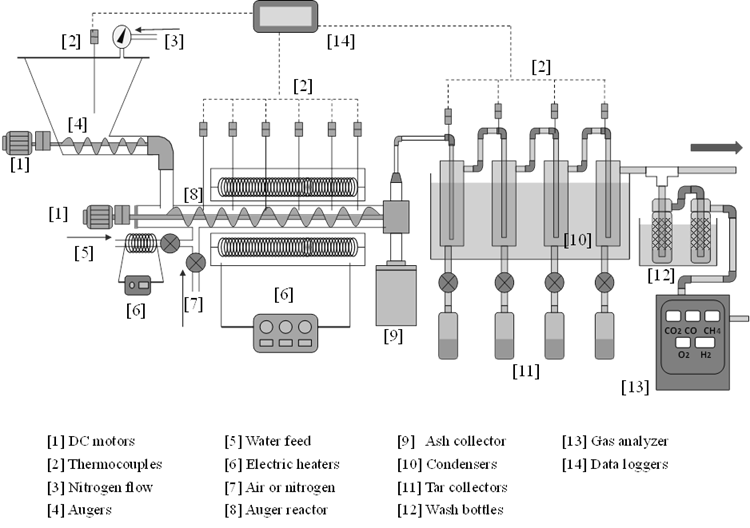 [2]
[3]
[14]
[2]
[2]
[4]
[1]
[8]
[1]
[10]
[5]
[12]
[6]
[7]
[6]
[9]
[11]
[13]
CO2 CO CH4
O2 H2
[1] DC motors
[2] Thermocouples
[3] Nitrogen flow
[4] Augers
[5] Water feed
[6] Electric heaters
[7] Air or nitrogen
[8] Auger reactor
[9] Ash collector
[10] Condensers
[11] Tar collectors
[12] Wash bottles
[13] Gas analyzer
[14] Data loggers